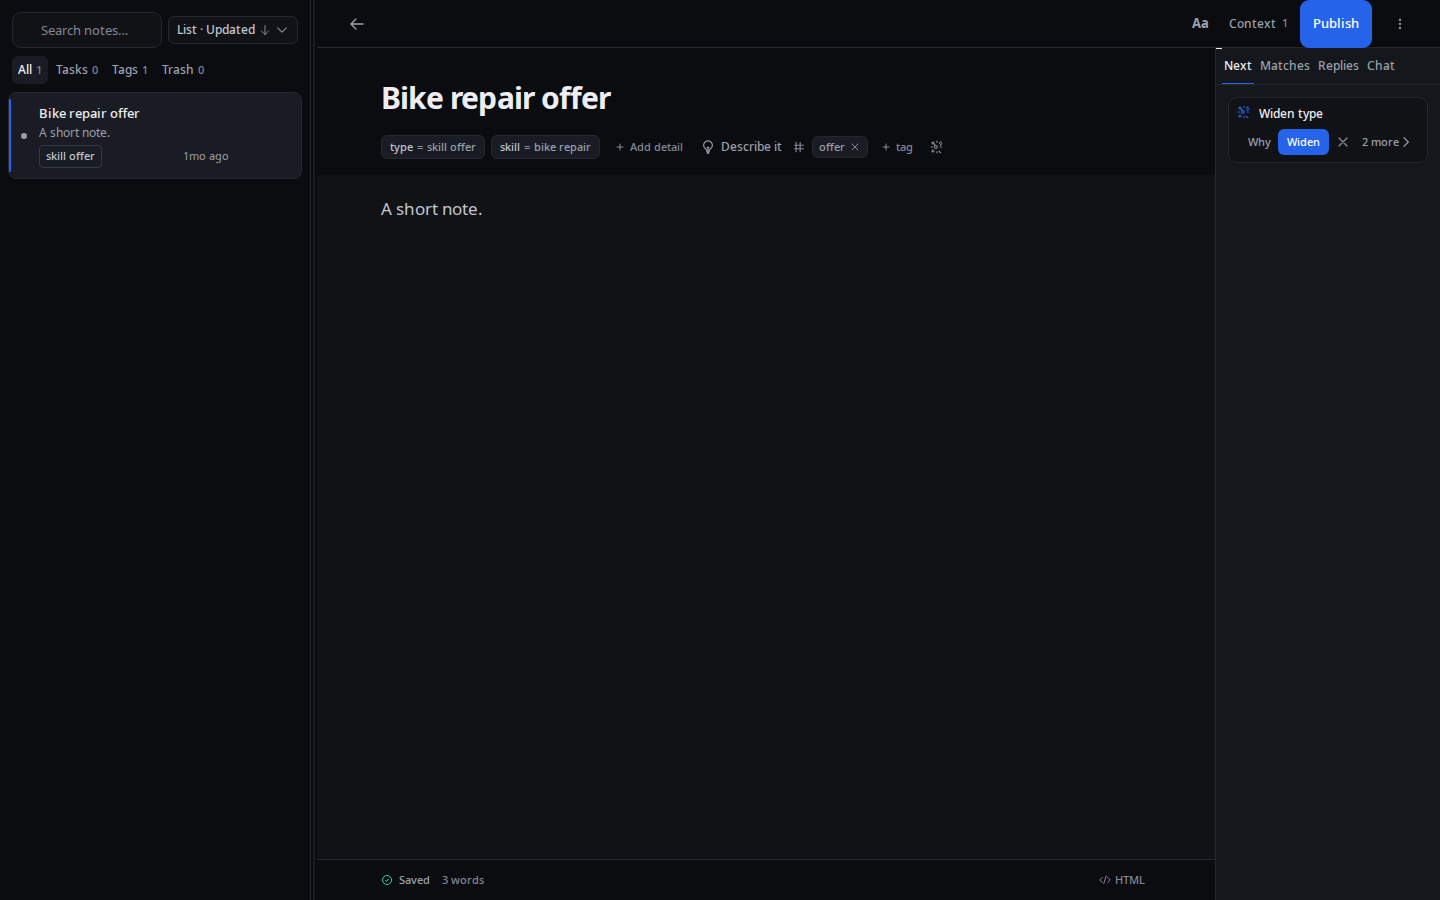 Search notes...
List · Updated ↓
All 1 Tasks 0 Tags 1 Trash 0
Bike repair offer
A short note.
skill offer 1mo ago
Aa Context 1 Publish
Bike repair offer
type = skill offer skill = bike repair + Add detail Describe it # offer × + tag
A short note.
Saved 3 words
</> HTML
Next Matches Replies Chat
Widen type
Why Widen × 2 more >